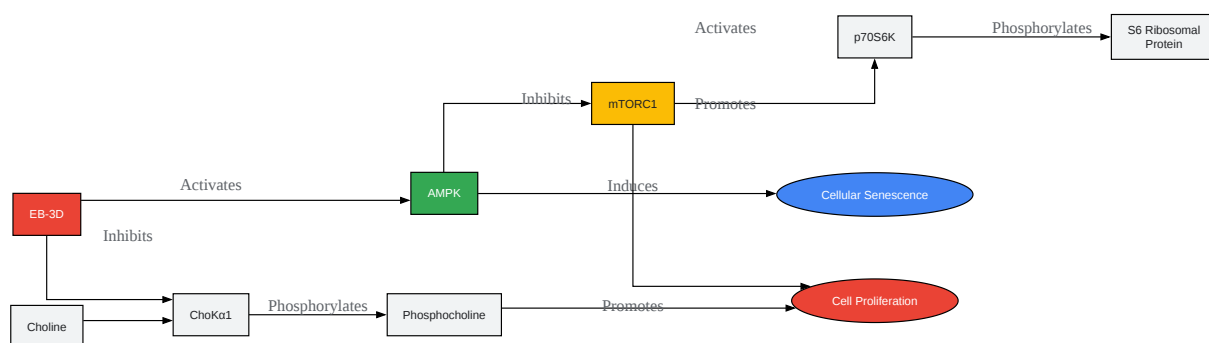 Activates
p70S6K
Phosphorylates
S6 Ribosomal
Protein
Inhibits
mTORC1
Promotes
Activates
AMPK
Induces
Cellular Senescence
EB-3D
Inhibits
Choline
ChoKα1
Phosphorylates
Phosphocholine
Promotes
Cell Proliferation